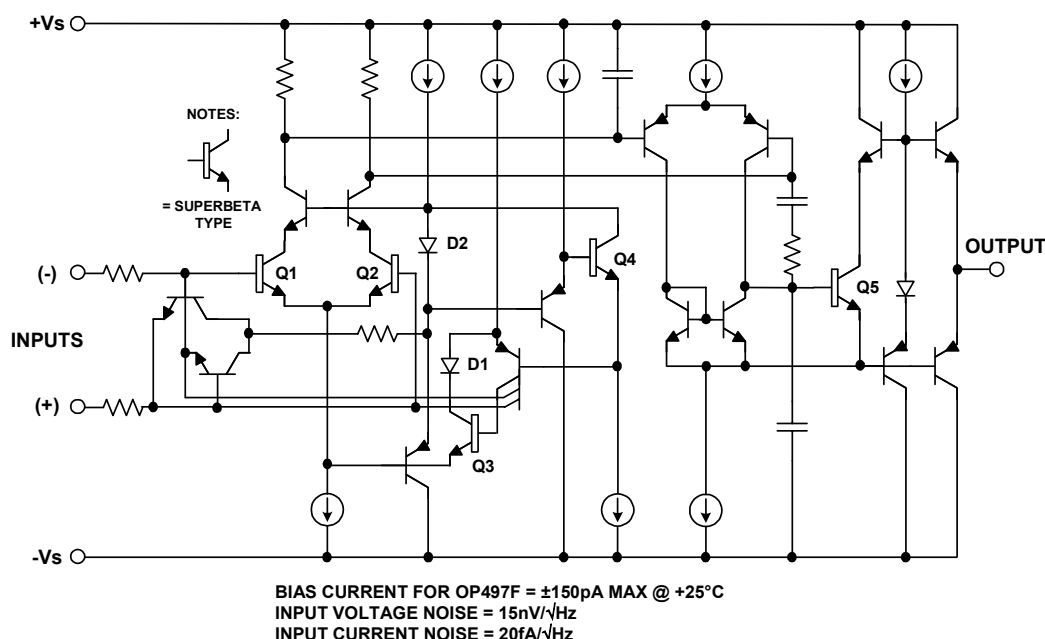 +Vs
NOTES:
= SUPERBETA
TYPE
D2
Q4
OUTPUT
(-)
Q1
Q2
Q5
INPUTS
D1
(+)
Q3
-Vs
BIAS CURRENT FOR OP497F = ±150pA MAX @ +25°C
INPUT VOLTAGE NOISE = 15nV/√Hz
INPUT CURRENT NOISE = 20fA/√Hz